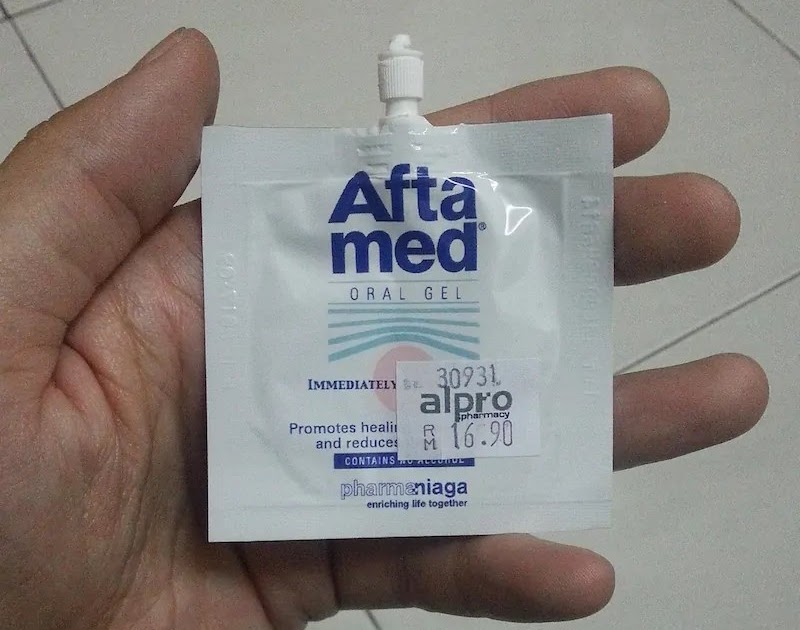 Afta
med®
ORAL GEL
IMMEDIATELY
30931
alpro
pharmacy
RM 16.90
Promotes healin
and reduces
CONTAINS NO ALCOHOL
pharmaniaga
enriching life together